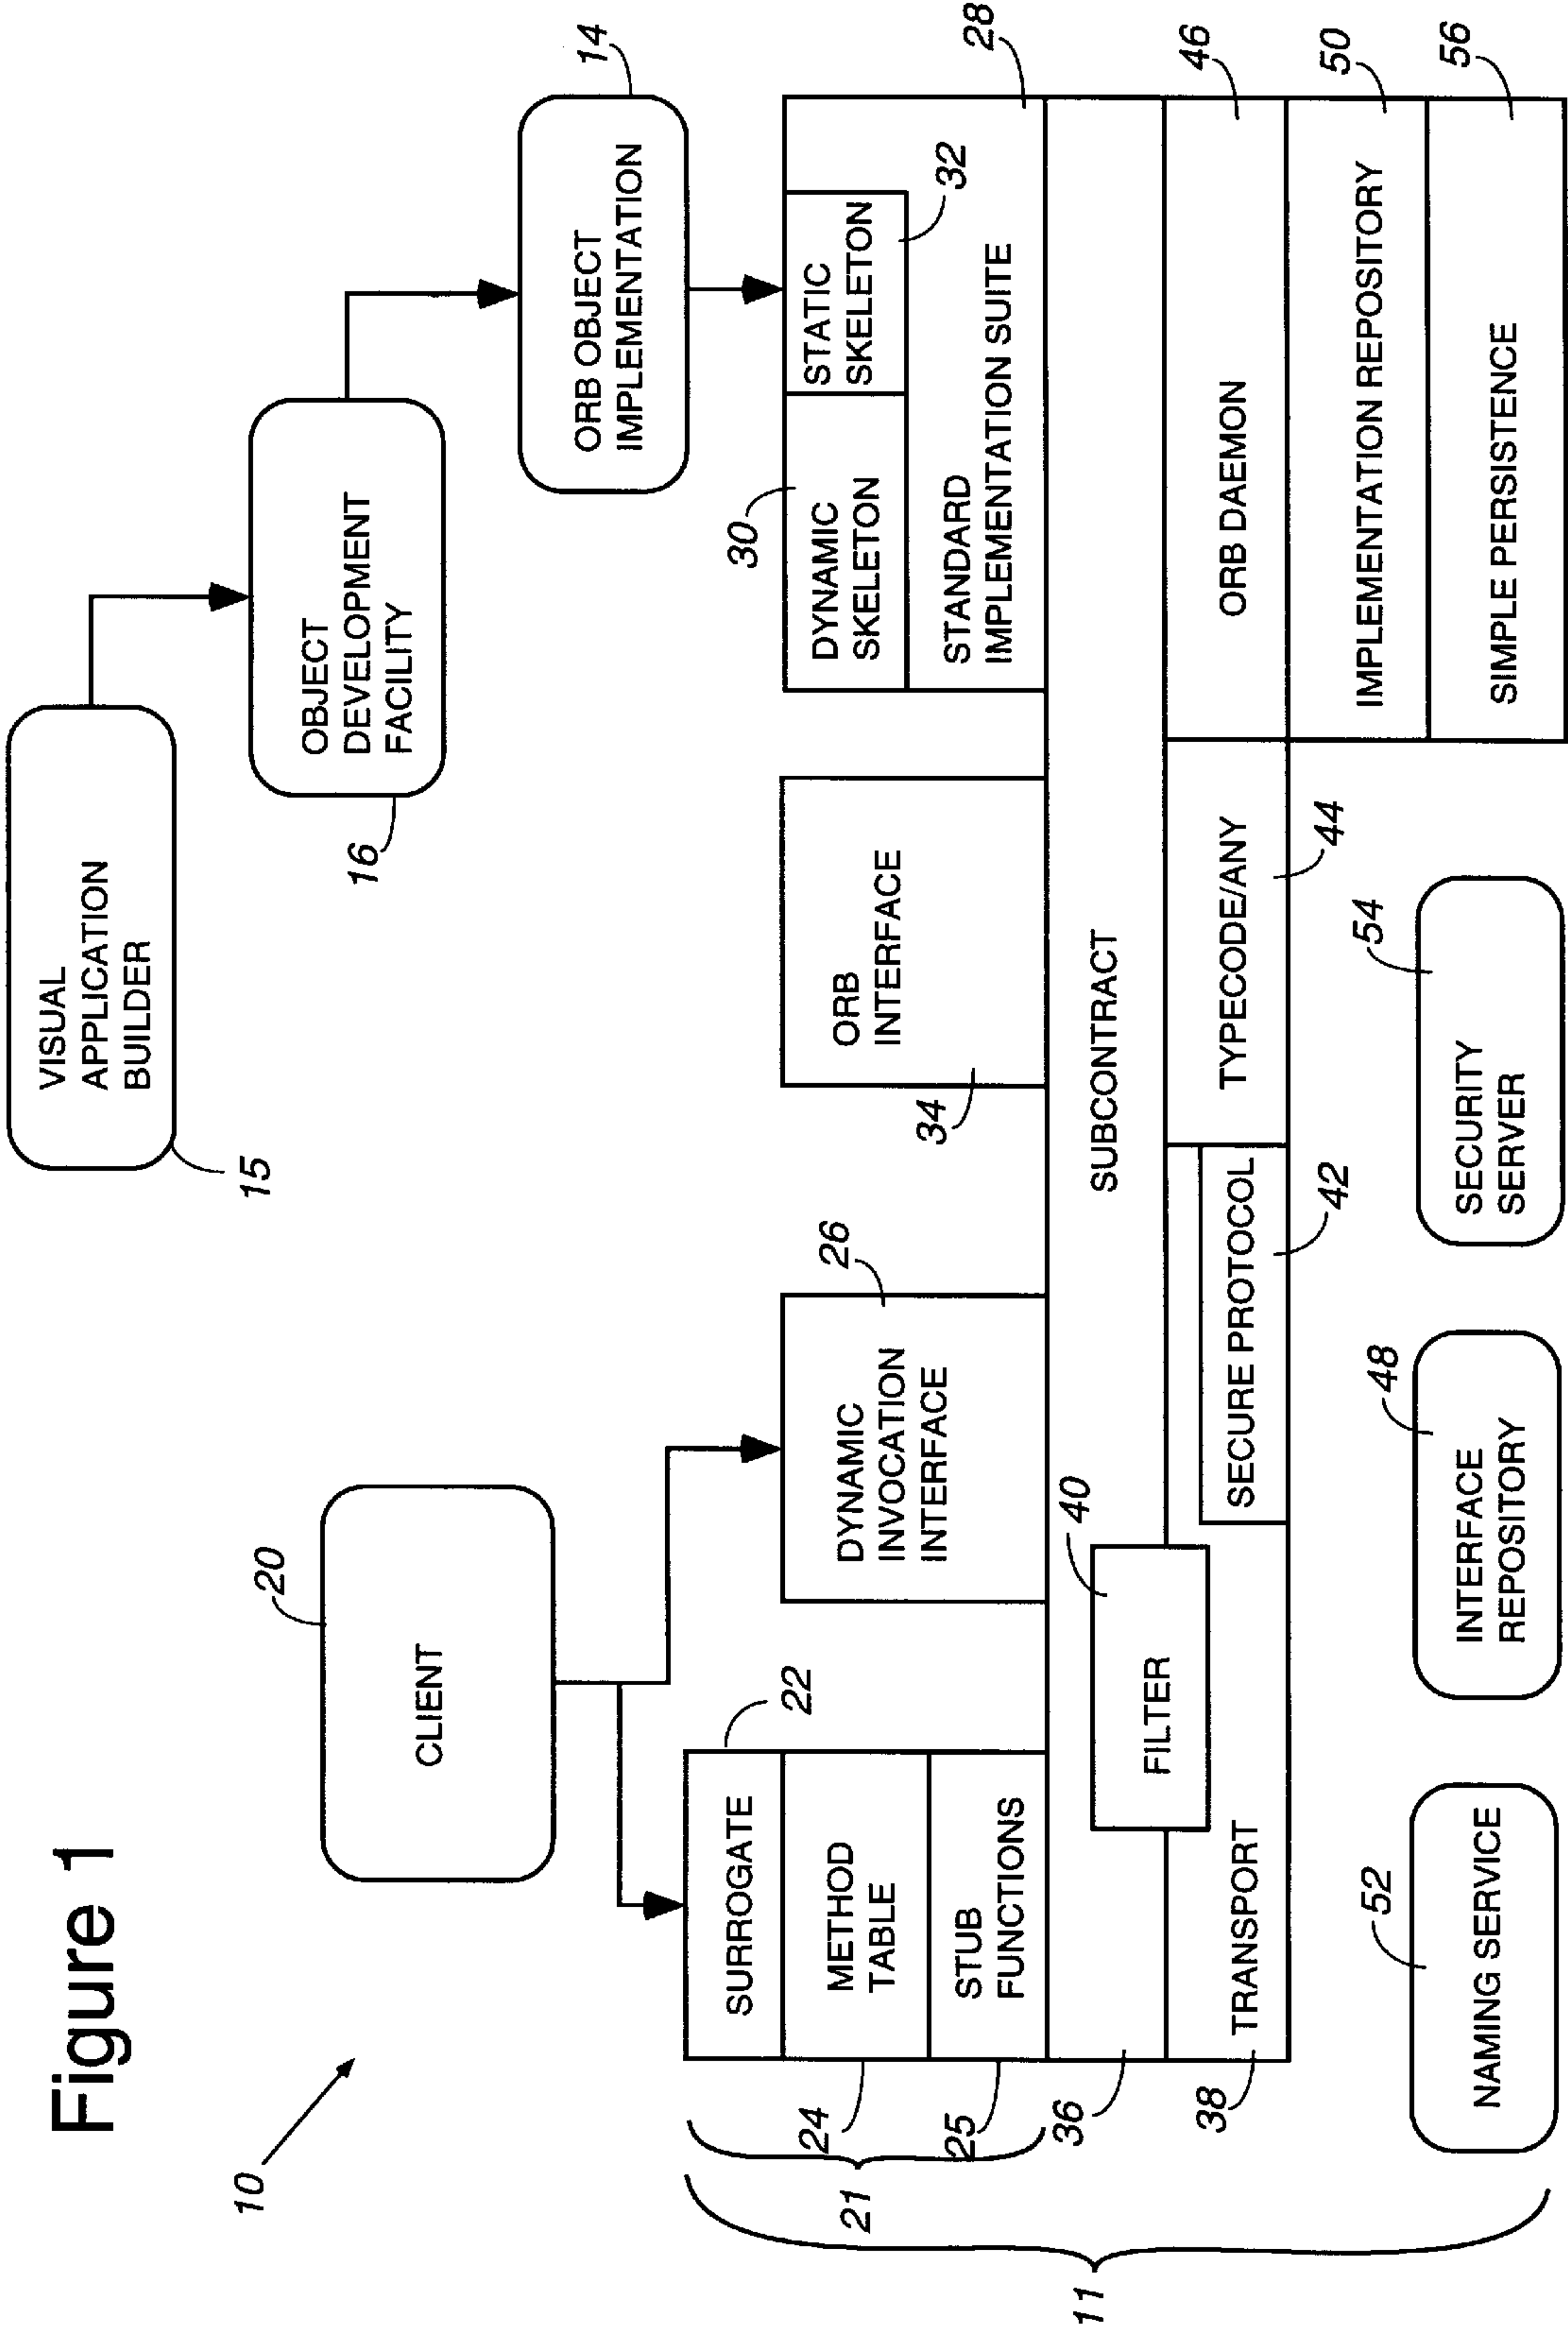 Figure 1
10
VISUAL
APPLICATION
BUILDER
15
OBJECT
DEVELOPMENT
FACILITY
16
20
CLIENT
14
ORB OBJECT
IMPLEMENTATION
22
SURROGATE
METHOD
TABLE
24
STUB
FUNCTIONS
25
21
26
DYNAMIC
INVOCATION
INTERFACE
ORB
INTERFACE
34
30
DYNAMIC
SKELETON
STATIC
SKELETON
32
STANDARD
IMPLEMENTATION SUITE
28
36
SUBCONTRACT
40
FILTER
38
TRANSPORT
SECURE PROTOCOL
42
TYPECODE/ANY
44
ORB DAEMON
46
IMPLEMENTATION REPOSITORY
50
SIMPLE PERSISTENCE
56
52
NAMING SERVICE
48
INTERFACE
REPOSITORY
54
SECURITY
SERVER
11